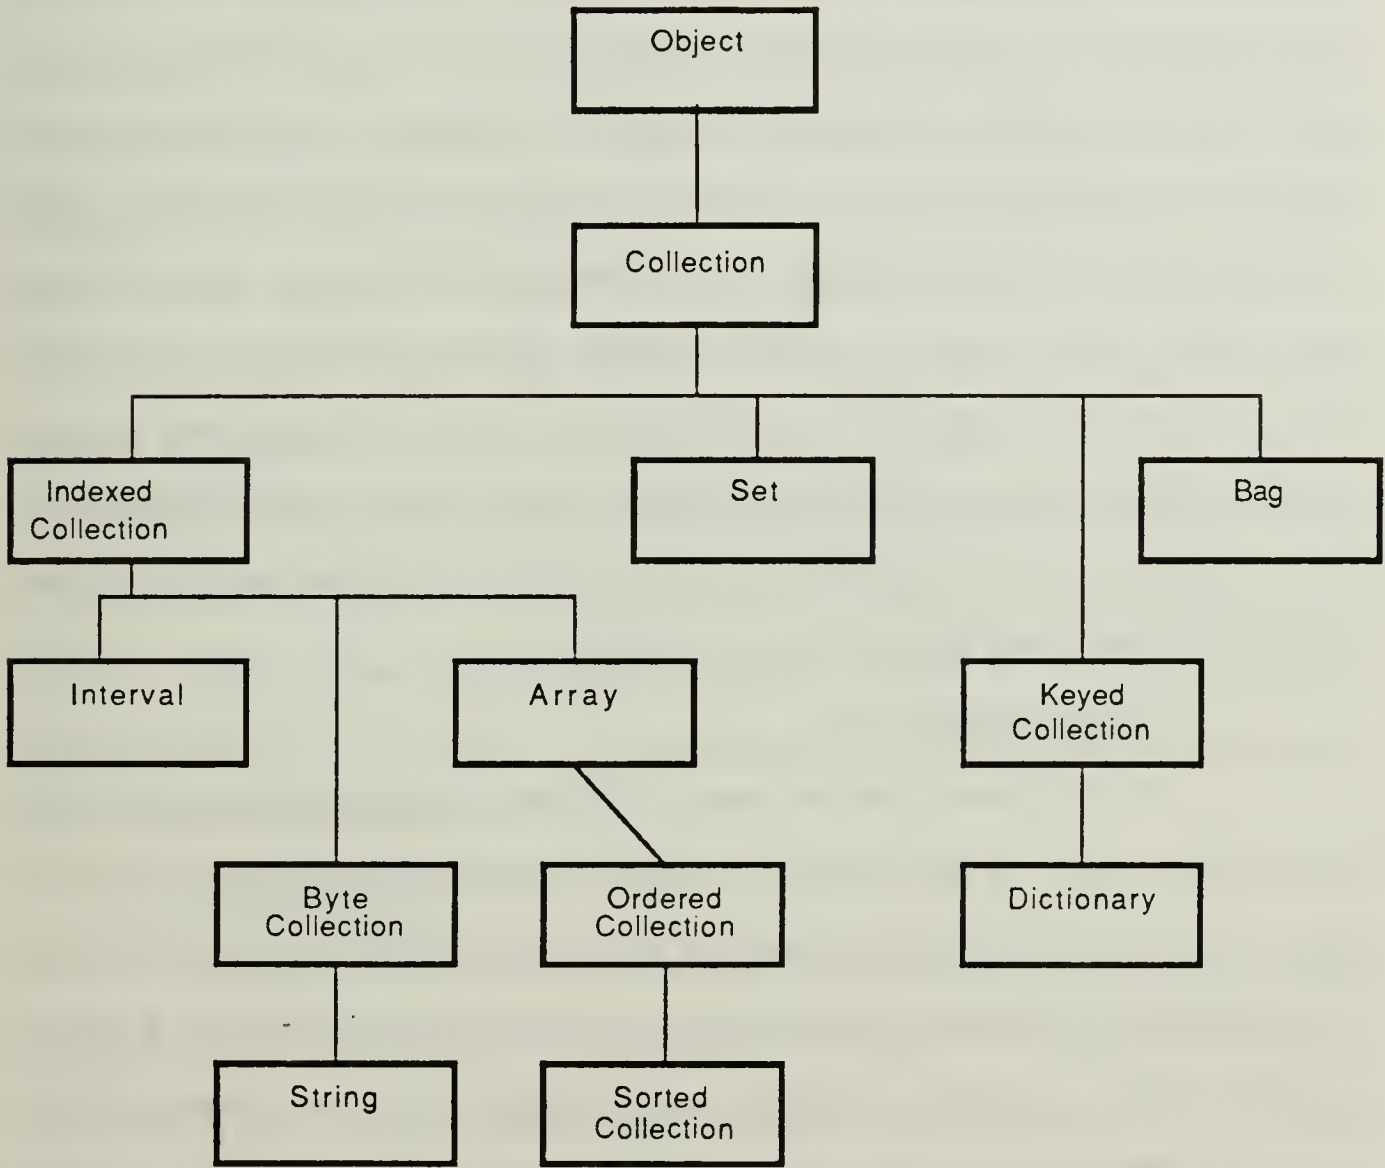 Object
Collection
Indexed
Collection
Set
Bag
Interval
Array
Keyed
Collection
Byte
Collection
Ordered
Collection
Dictionary
String
Sorted
Collection